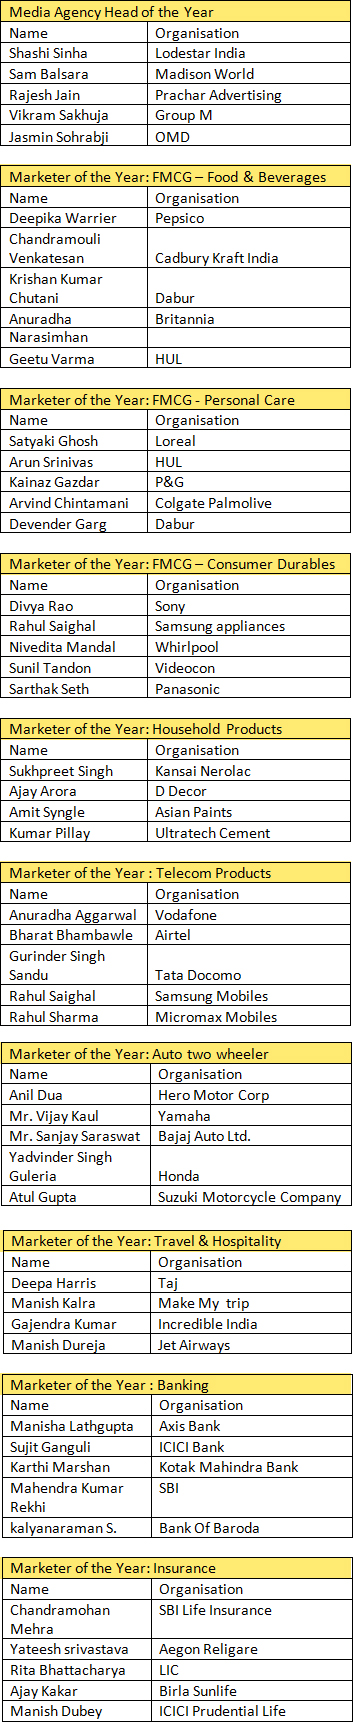 Media Agency Head of the Year
Name Organisation
Shashi Sinha Lodestar India
Sam Balsara Madison World
Rajesh Jain Prachar Advertising
Vikram Sakhuja Group M
Jasmin Sohrabji OMD
Marketer of the Year: FMCG – Food & Beverages
Name Organisation
Deepika Warrier Pepsico
Chandramouli
Venkatesan Cadbury Kraft India
Krishan Kumar
Chutani Dabur
Anuradha Britannia
Narasimhan
Geetu Varma HUL
Marketer of the Year: FMCG - Personal Care
Name Organisation
Satyaki Ghosh Loreal
Arun Srinivas HUL
Kainaz Gazdar P&G
Arvind Chintamani Colgate Palmolive
Devender Garg Dabur
Marketer of the Year: FMCG – Consumer Durables
Name Organisation
Divya Rao Sony
Rahul Saighal Samsung appliances
Nivedita Mandal Whirlpool
Sunil Tandon Videocon
Sarthak Seth Panasonic
Marketer of the Year: Household Products
Name Organisation
Sukhpreet Singh Kansai Nerolac
Ajay Arora D Decor
Amit Syngle Asian Paints
Kumar Pillay Ultratech Cement
Marketer of the Year : Telecom Products
Name Organisation
Anuradha Aggarwal Vodafone
Bharat Bhambawle Airtel
Gurinder Singh
Sandu Tata Docomo
Rahul Saighal Samsung Mobiles
Rahul Sharma Micromax Mobiles
Marketer of the Year: Auto two wheeler
Name Organisation
Anil Dua Hero Motor Corp
Mr. Vijay Kaul Yamaha
Mr. Sanjay Saraswat Bajaj Auto Ltd.
Yadvinder Singh
Guleria Honda
Atul Gupta Suzuki Motorcycle Company
Marketer of the Year: Travel & Hospitality
Name Organisation
Deepa Harris Taj
Manish Kalra Make My trip
Gajendra Kumar Incredible India
Manish Dureja Jet Airways
Marketer of the Year : Banking
Name Organisation
Manisha Lathgupta Axis Bank
Sujit Ganguli ICICI Bank
Karthi Marshan Kotak Mahindra Bank
Mahendra Kumar SBI
Rekhi
kalyanaraman S. Bank Of Baroda
Marketer of the Year: Insurance
Name Organisation
Chandramohan SBI Life Insurance
Mehra
Yateesh srivastava Aegon Religare
Rita Bhattacharya LIC
Ajay Kakar Birla Sunlife
Manish Dubey ICICI Prudential Life